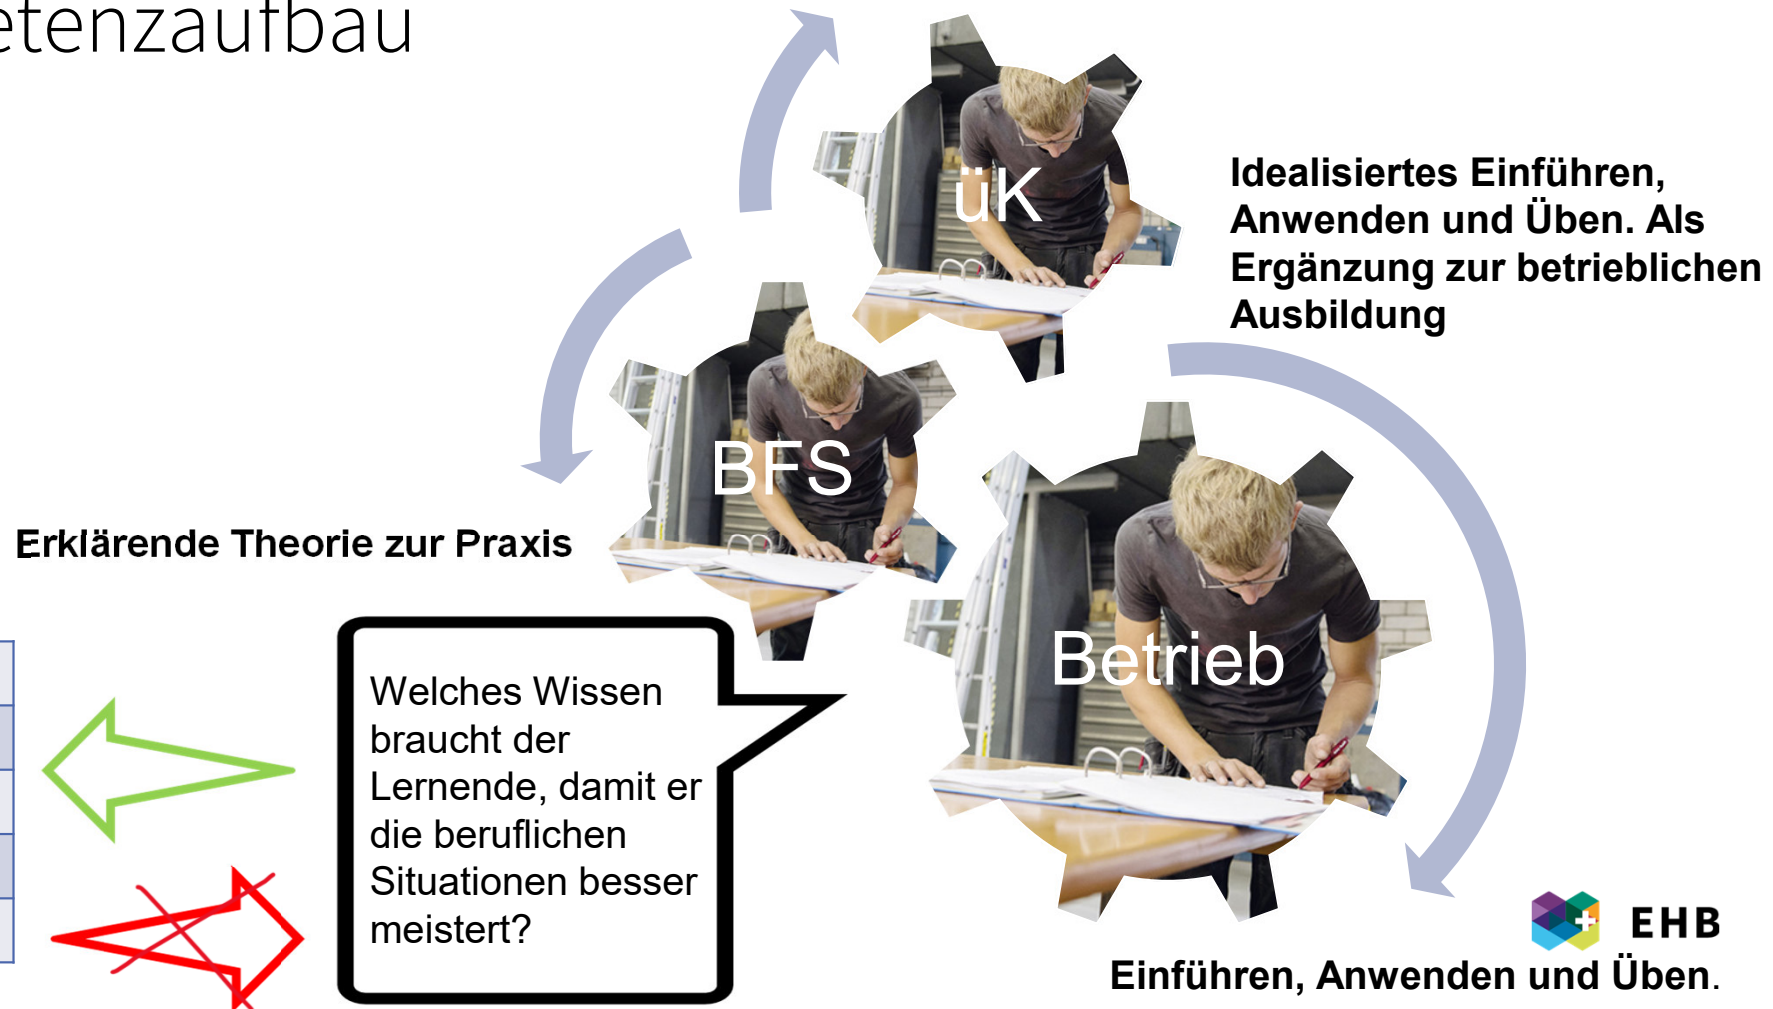 etenzaufbau
üK
Idealisiertes Einführen,
Anwenden und Üben. Als
Ergänzung zur betrieblichen
Ausbildung
BFS
Erklärende Theorie zur Praxis
Betrieb
Welches Wissen
braucht der
Lernende, damit er
die beruflichen
Situationen besser
meistert?
EHB
Einführen, Anwenden und Üben.